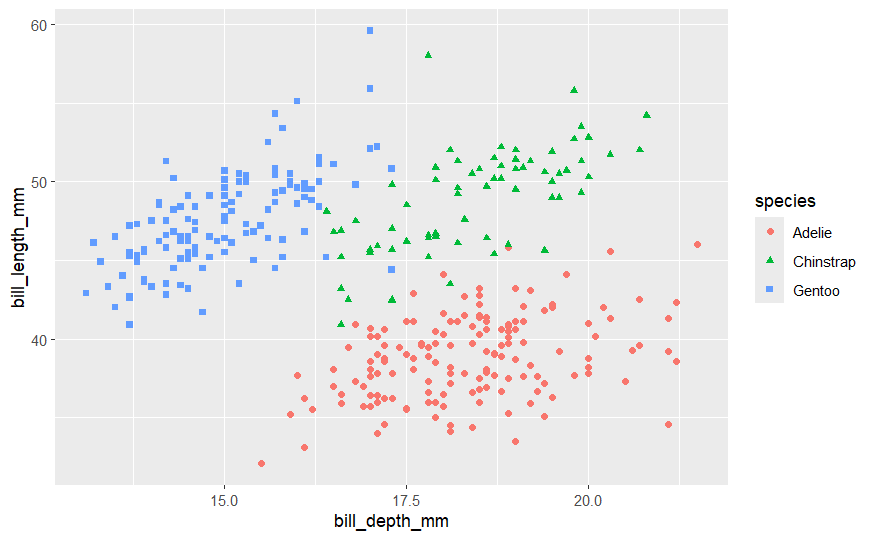 60
50
40
bill_length_mm
15.0
17.5
20.0
bill_depth_mm
species
Adelie
Chinstrap
Gentoo